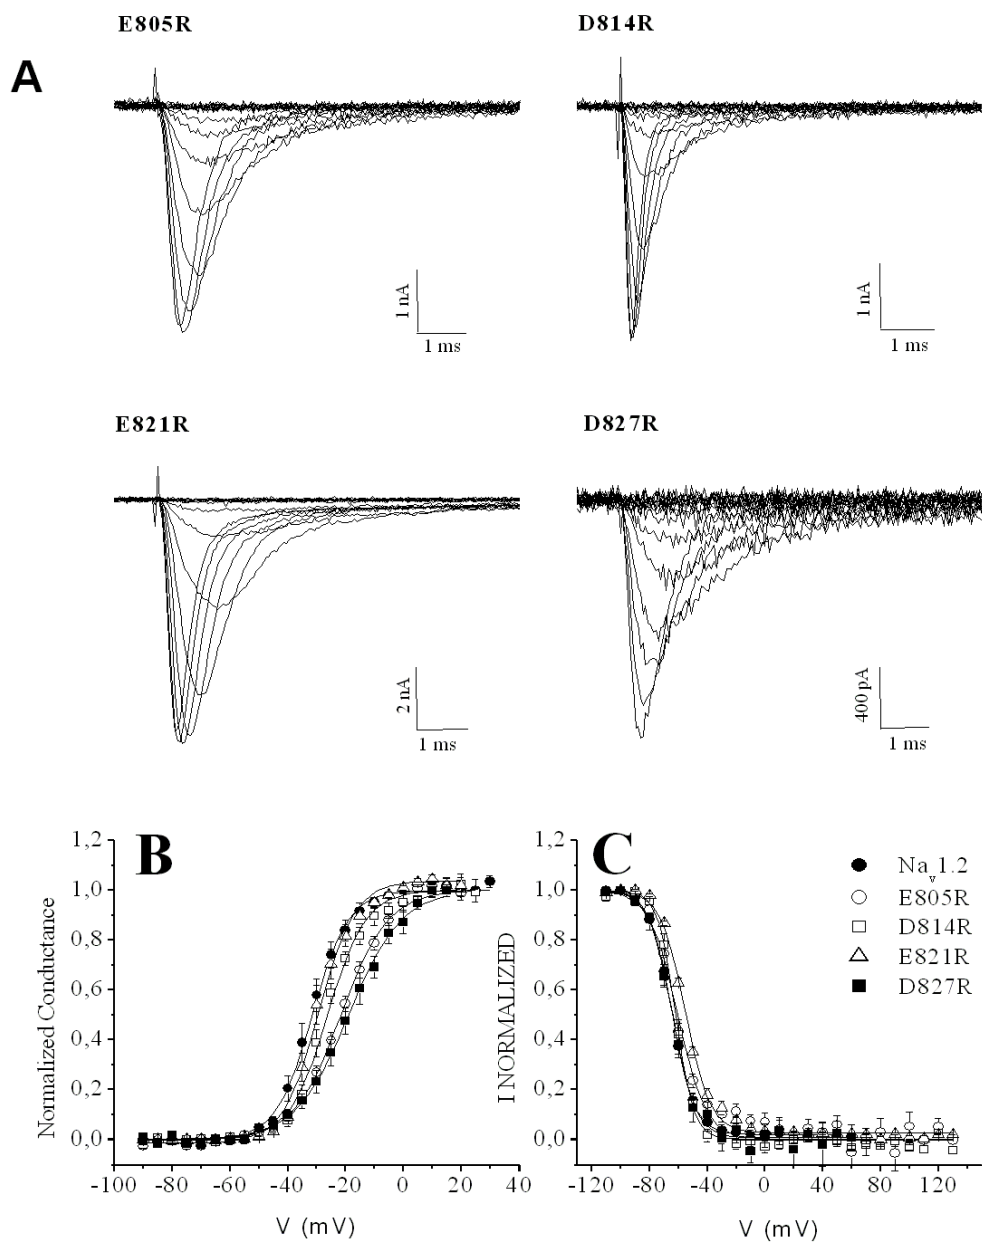 E805R
D814R
A
1 nA
1 ms
1 nA
1 ms
E821R
D827R
2 nA
1 ms
400 pA
1 ms
B
1,2
1,0
0,8
0,6
0,4
0,2
0,0
Normalized Conductance
-100 -80 -60 -40 -20 0 20 40
V (mV)
C
1,2
1,0
0,8
0,6
0,4
0,2
0,0
I NORMALIZED
-120 -80 -40 0 40 80 120
V (mV)
Nav1.2
E805R
D814R
E821R
D827R